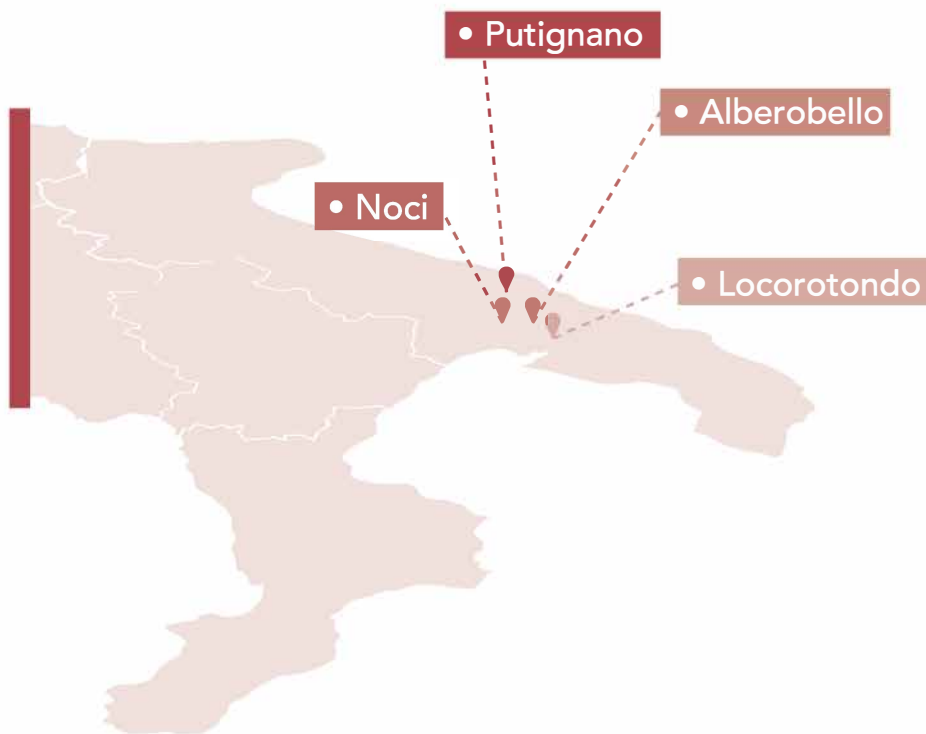 • Putignano
• Alberobello
• Noci
• Locorotondo